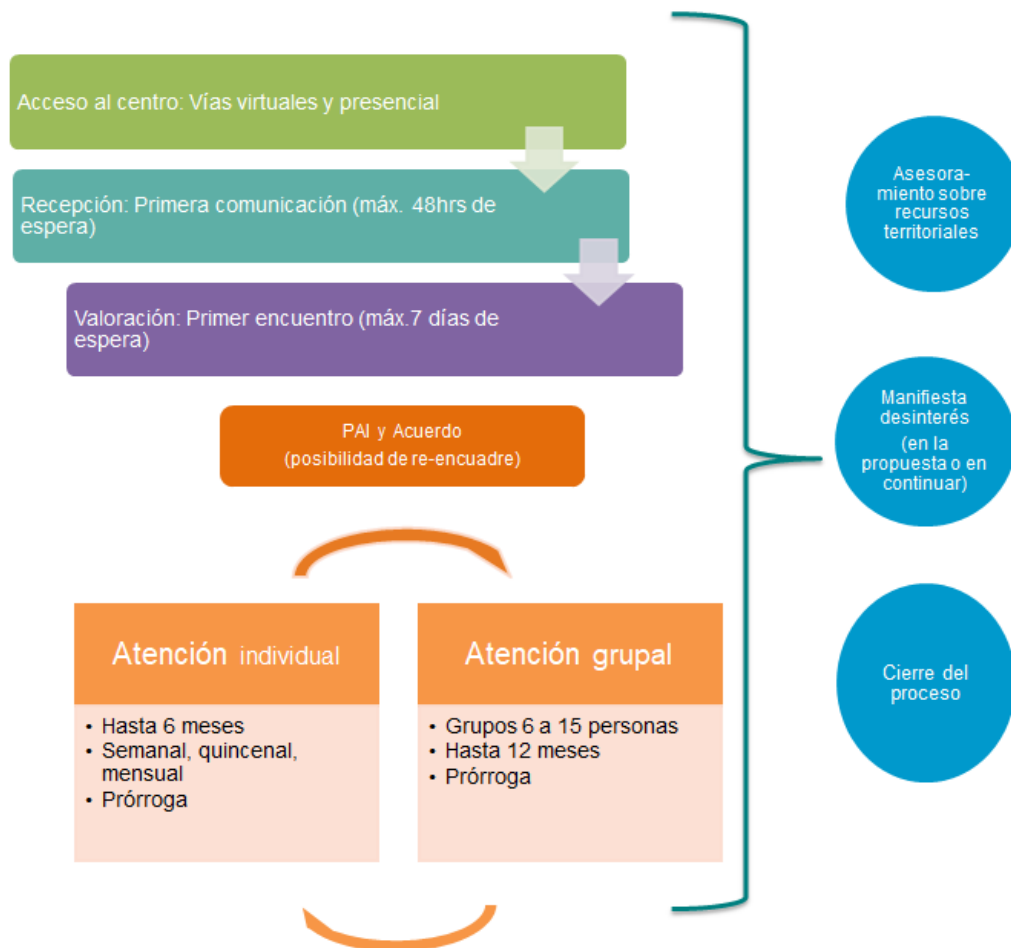 Acceso al centro: Vías virtuales y presencial
Recepción: Primera comunicación (máx. 48hrs de
espera)
Valoración: Primer encuentro (máx.7 días de
espera)
PAI y Acuerdo
(posibilidad de re-encuadre)
Atención individual
• Hasta 6 meses
• Semanal, quincenal,
mensual
• Prórroga
Atención grupal
• Grupos 6 a 15 personas
• Hasta 12 meses
• Prórroga
Asesora-
miento sobre
recursos
territoriales
Manifiesta
desinterés
(en la
propuesta o en
continuar)
Cierre del
proceso